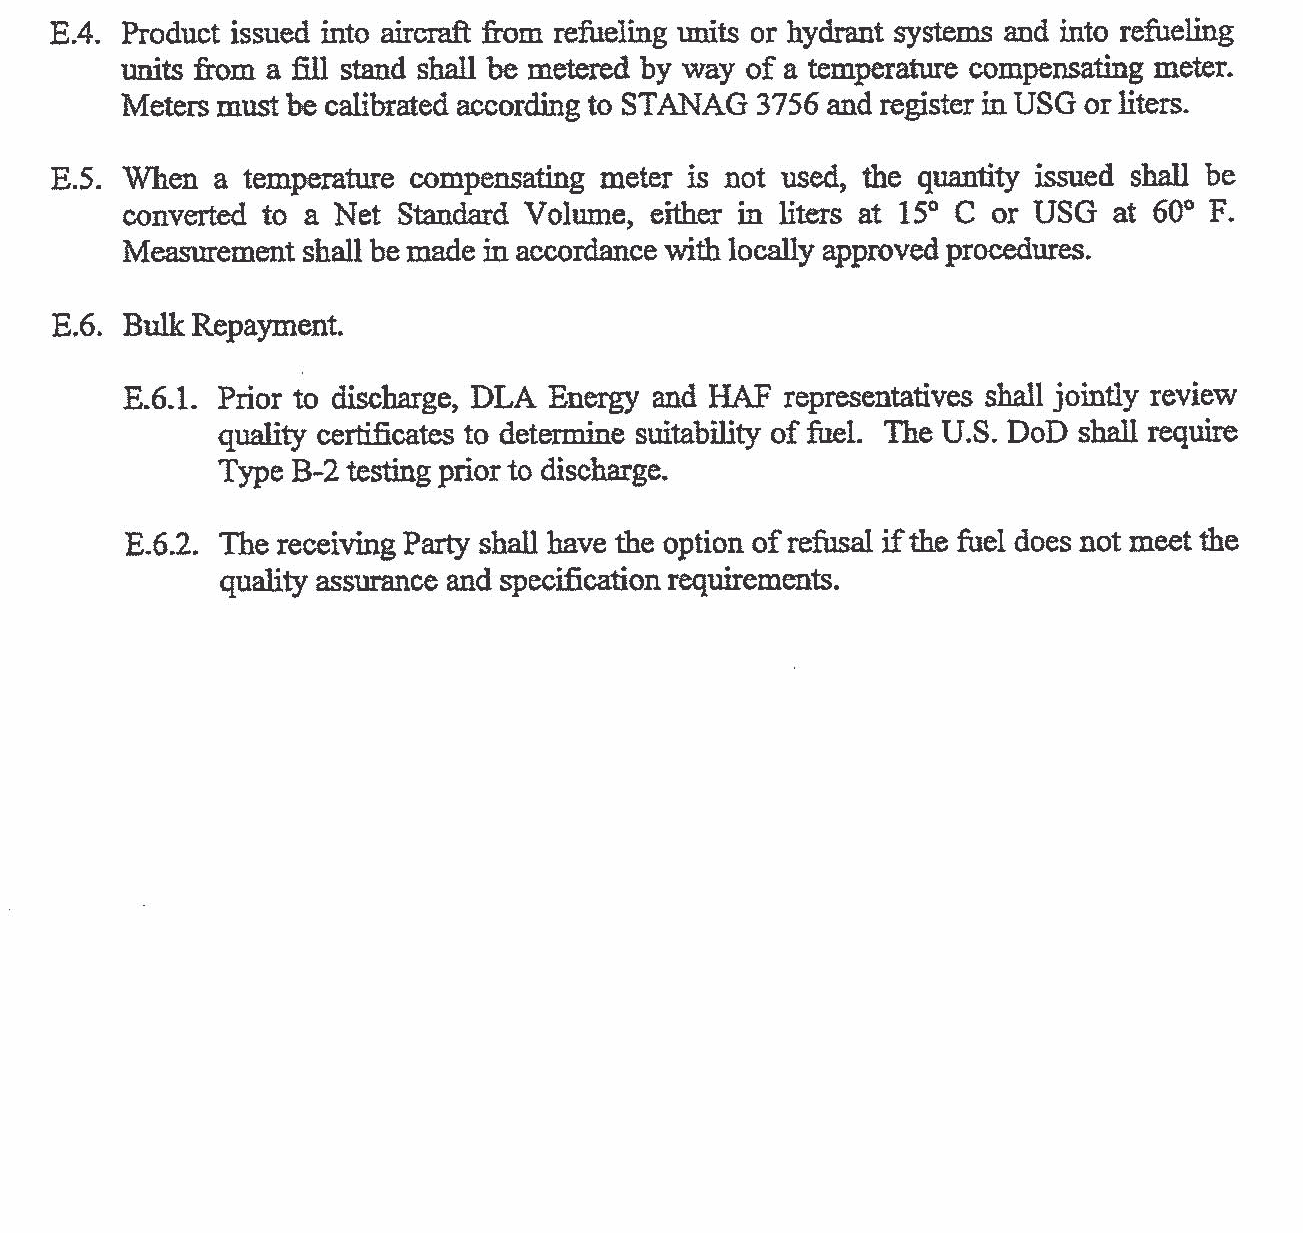 E.4. Product issued into aircraft from refueling units or hydrant systems and into refueling
units from a fill stand shall be metered by way of a temperature compensating meter.
Meters must be calibrated according to STANAG 3756 and register in USG or liters.
E.5. When a temperature compensating meter is not used, the quantity issued shall be
converted to a Net Standard Volume, either in liters at 15° C or USG at 60° F.
Measurement shall be made in accordance with locally approved procedures.
E.6. Bulk Repayment.
E.6.1. Prior to discharge, DLA Energy and HAF representatives shall jointly review
quality certificates to determine suitability of fuel. The U.S. DoD shall require
Type B-2 testing prior to discharge.
E.6.2. The receiving Party shall have the option of refusal if the fuel does not meet the
quality assurance and specification requirements.